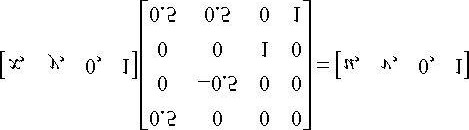 0.5 0 0 0
0 −0.5 0 0
[x, y, 0, 1] = [u, v, 0, 1]
0 0 1 0
0.5 0.5 0 1